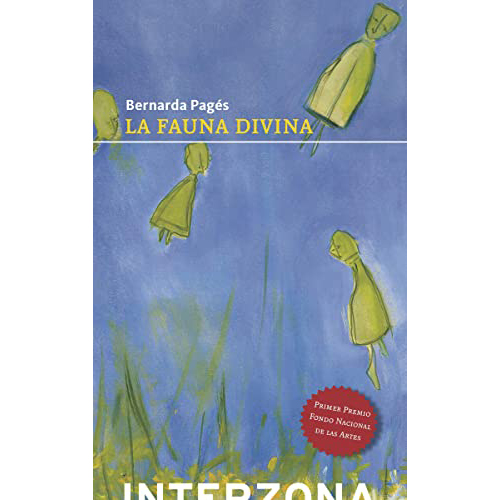 Bernarda Pagés
LA FAUNA DIVINA
PRIMER PREMIO
FONDO NACIONAL
DE LAS ARTES
INTERZONA